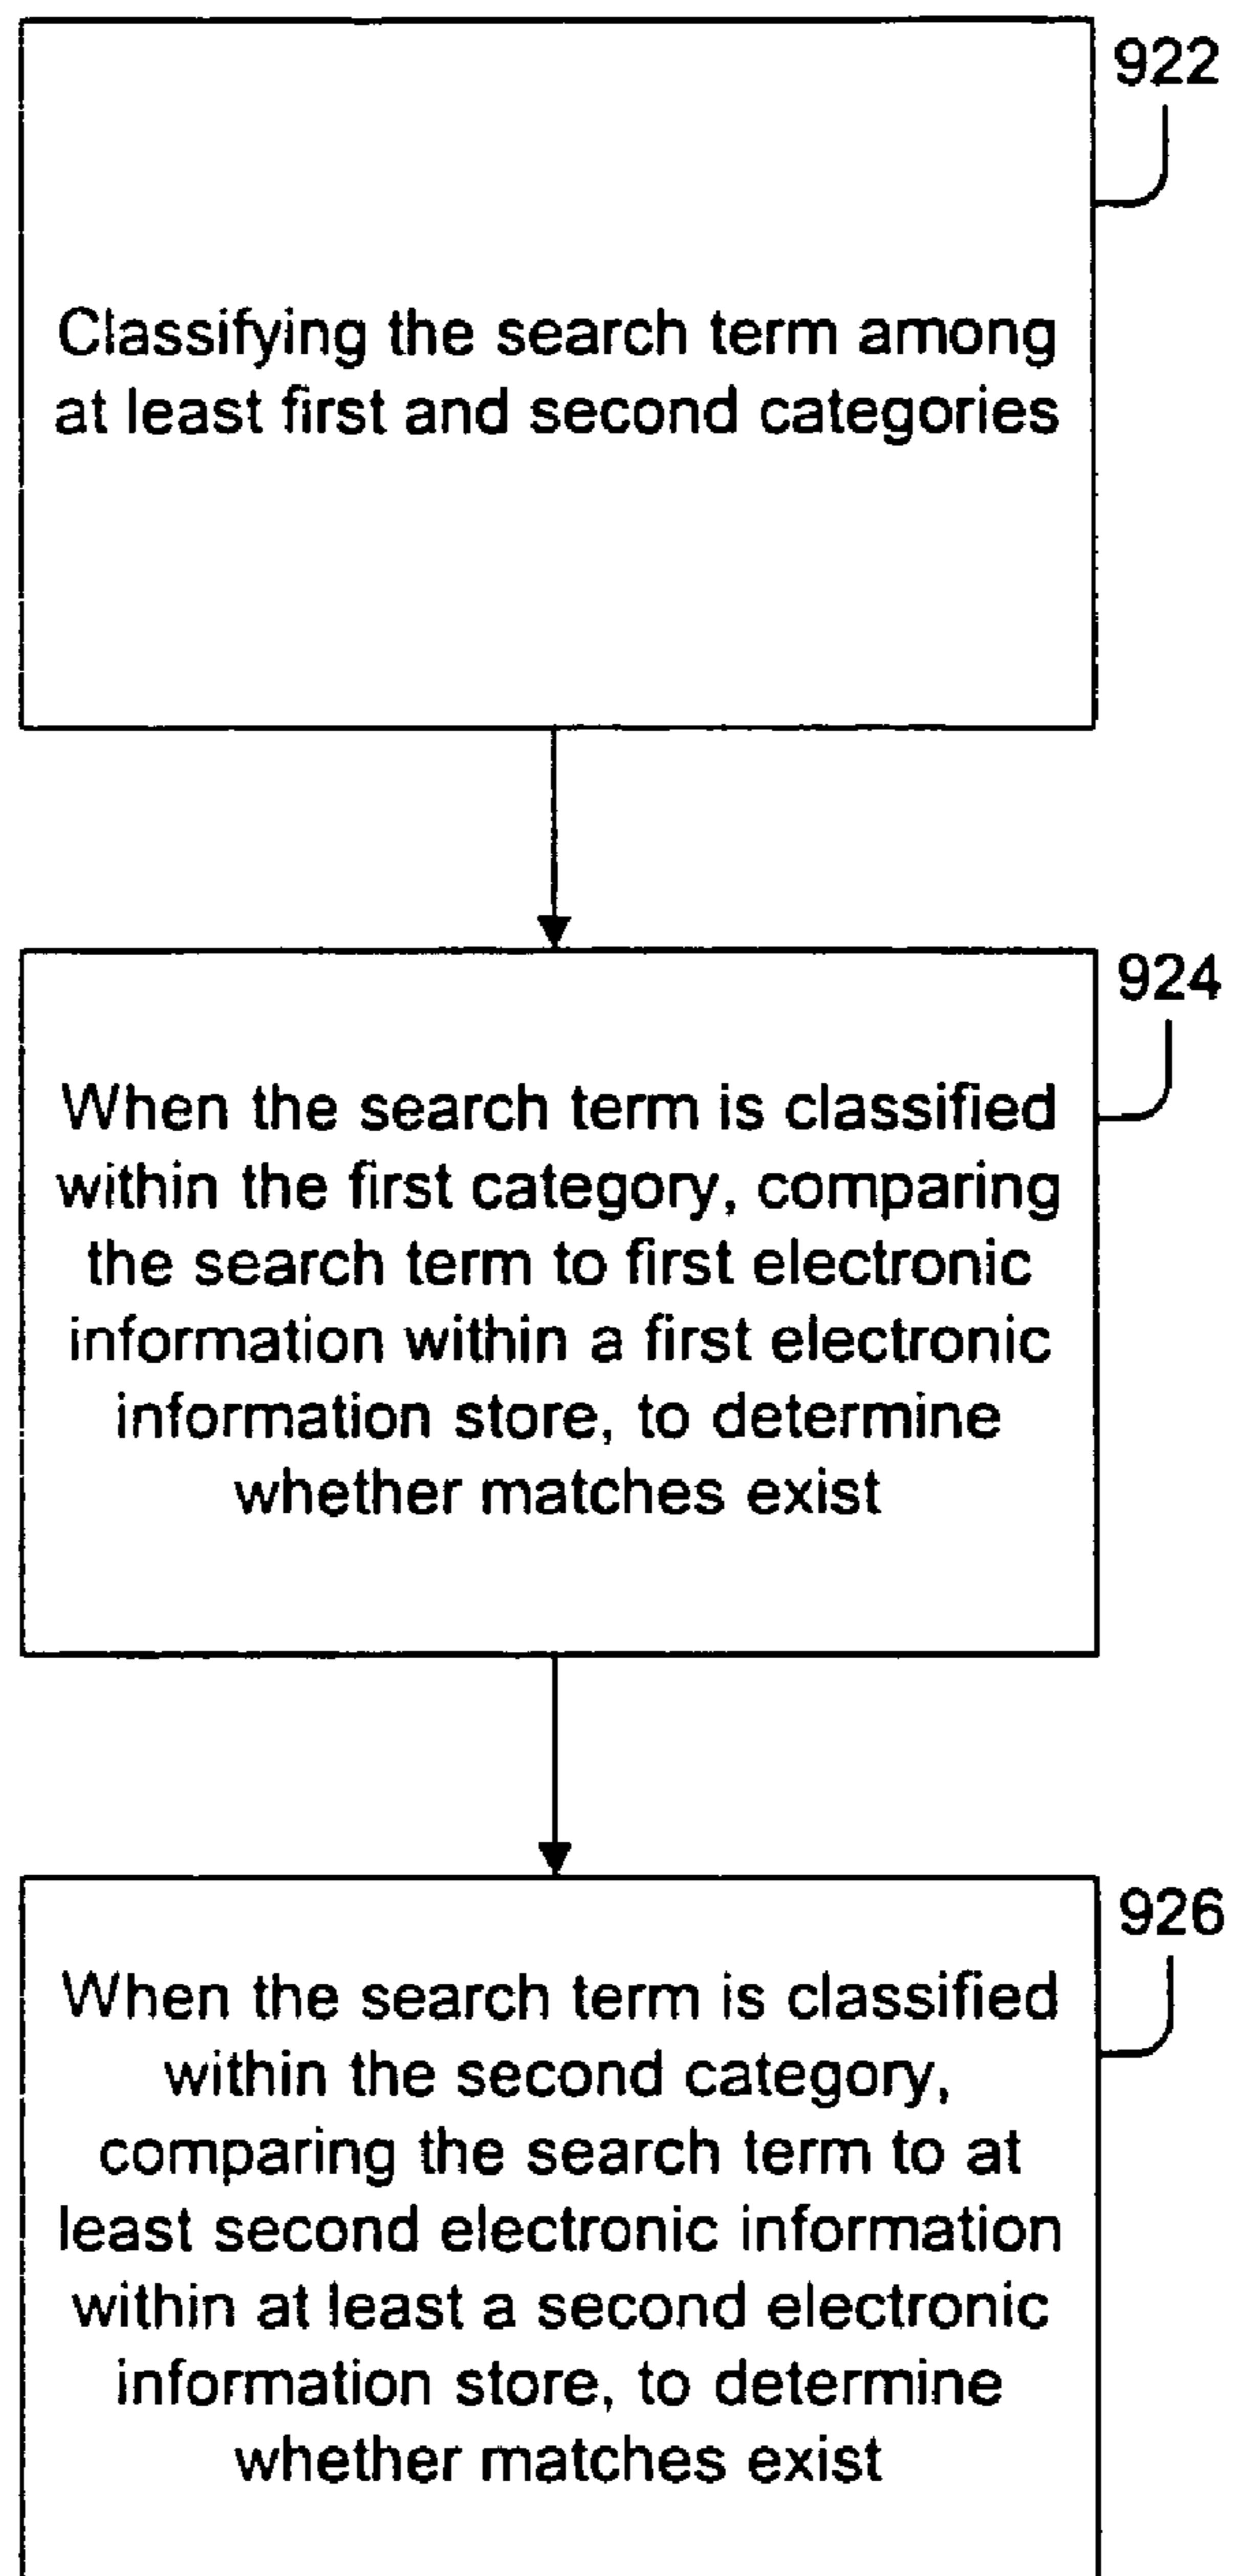 922
Classifying the search term among
at least first and second categories
924
When the search term is classified
within the first category, comparing
the search term to first electronic
information within a first electronic
information store, to determine
whether matches exist
926
When the search term is classified
within the second category,
comparing the search term to at
least second electronic information
within at least a second electronic
information store, to determine
whether matches exist